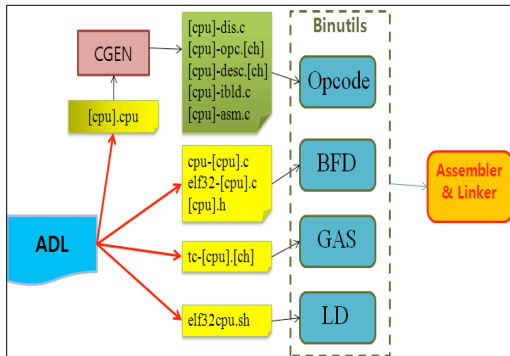 CGEN
[cpu]-dis.c
[cpu]-opc.[ch]
[cpu]-desc.[ch]
[cpu]-ibld.c
[cpu]-asm.c
Binutils
Opcode
[cpu].cpu
cpu-[cpu].c
elf32-[cpu].c
[cpu].h
BFD
Assembler
& Linker
ADL
tc-[cpu].[ch]
GAS
elf32cpu.sh
LD